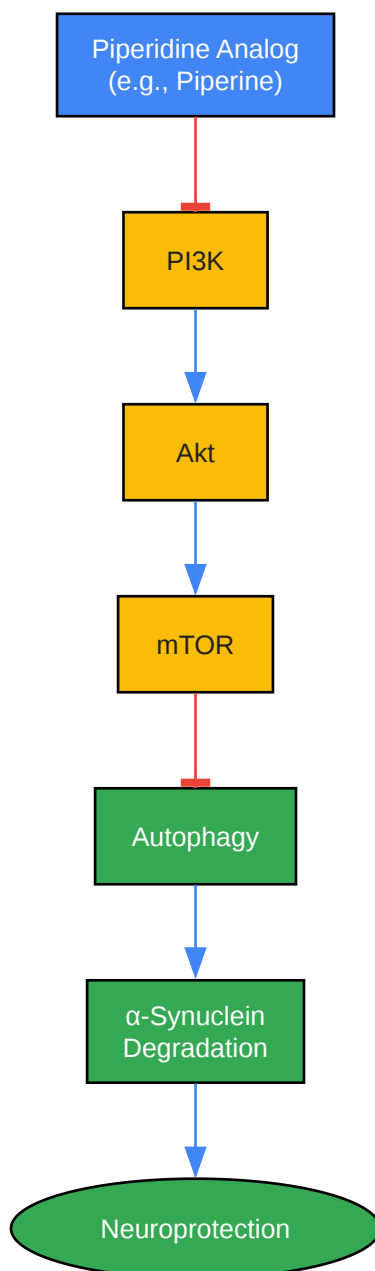 Piperidine Analog
(e.g., Piperine)
PI3K
Akt
mTOR
Autophagy
α-Synuclein
Degradation
Neuroprotection